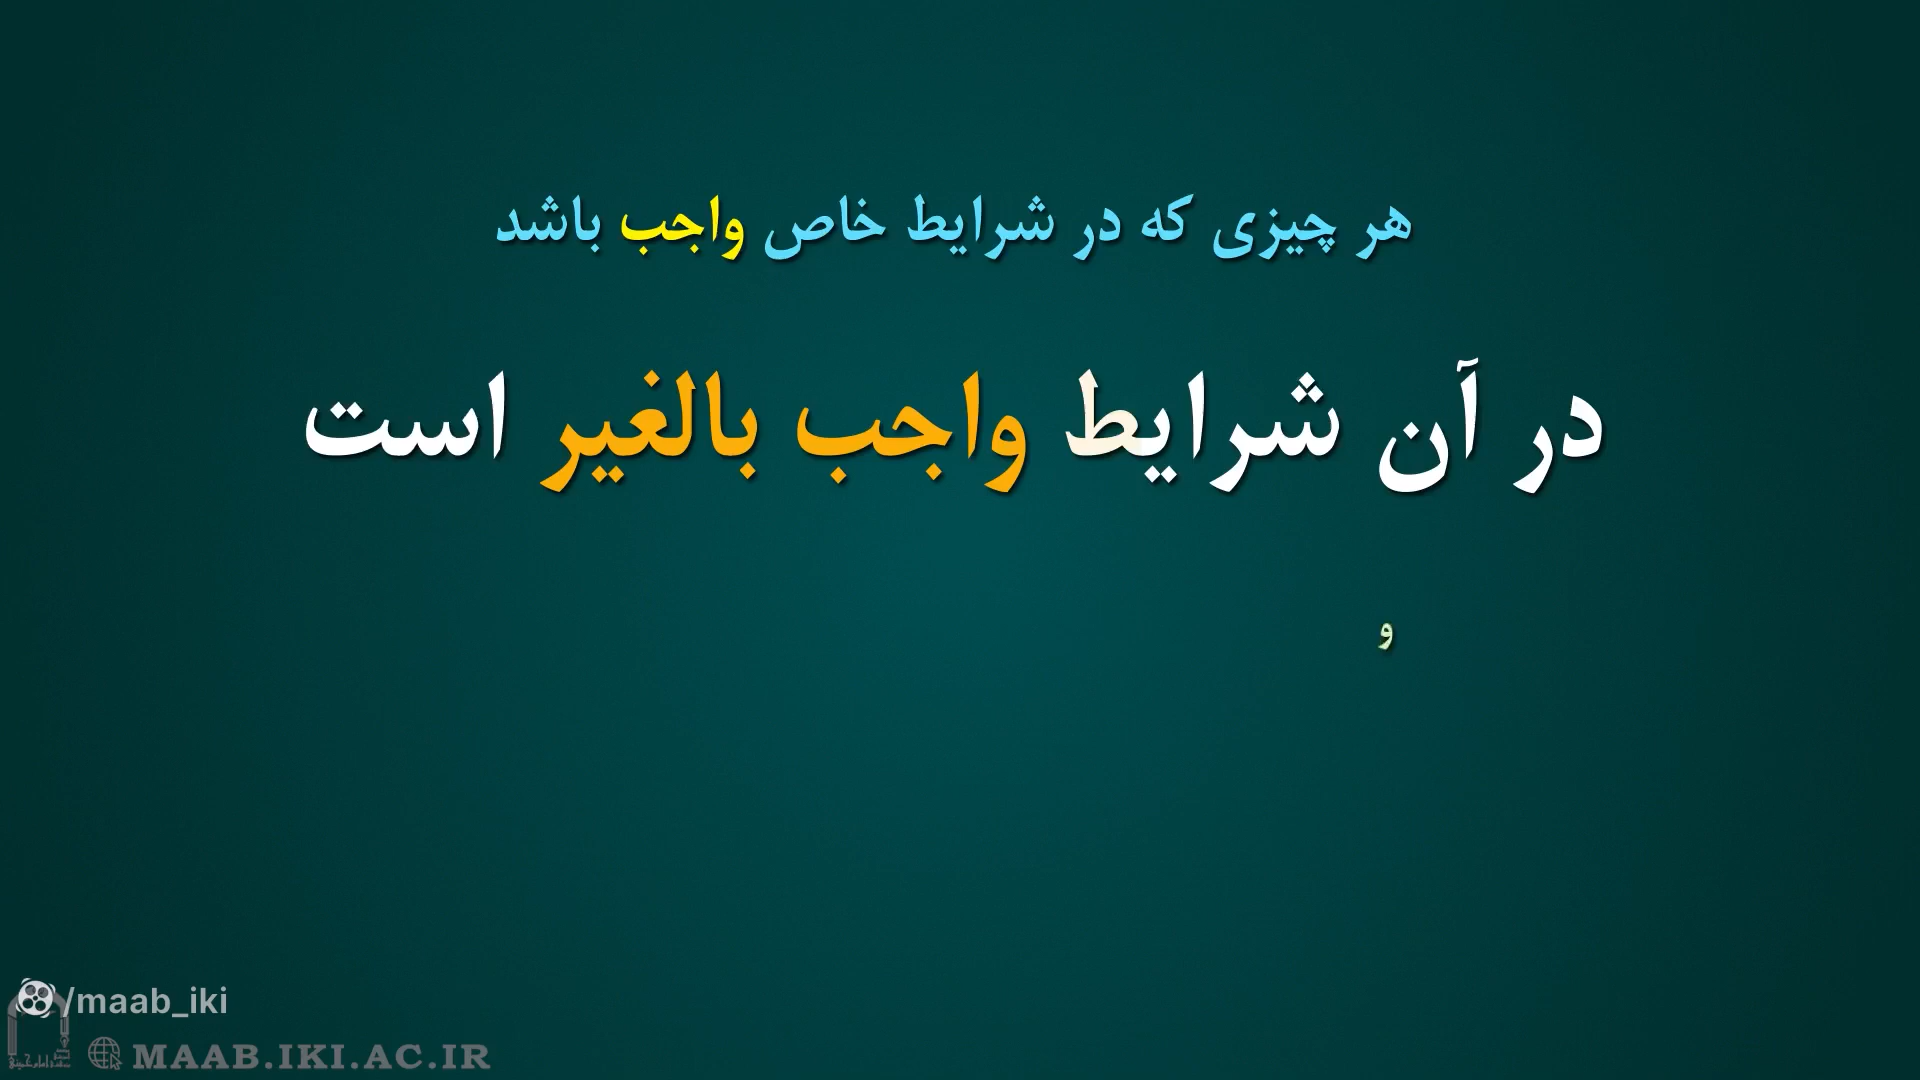 هر چیزی که در شرایط خاص واجب باشد
در آن شرایط واجب بالغیر است
و
/maab_iki
MAAB.IKI.AC.IR